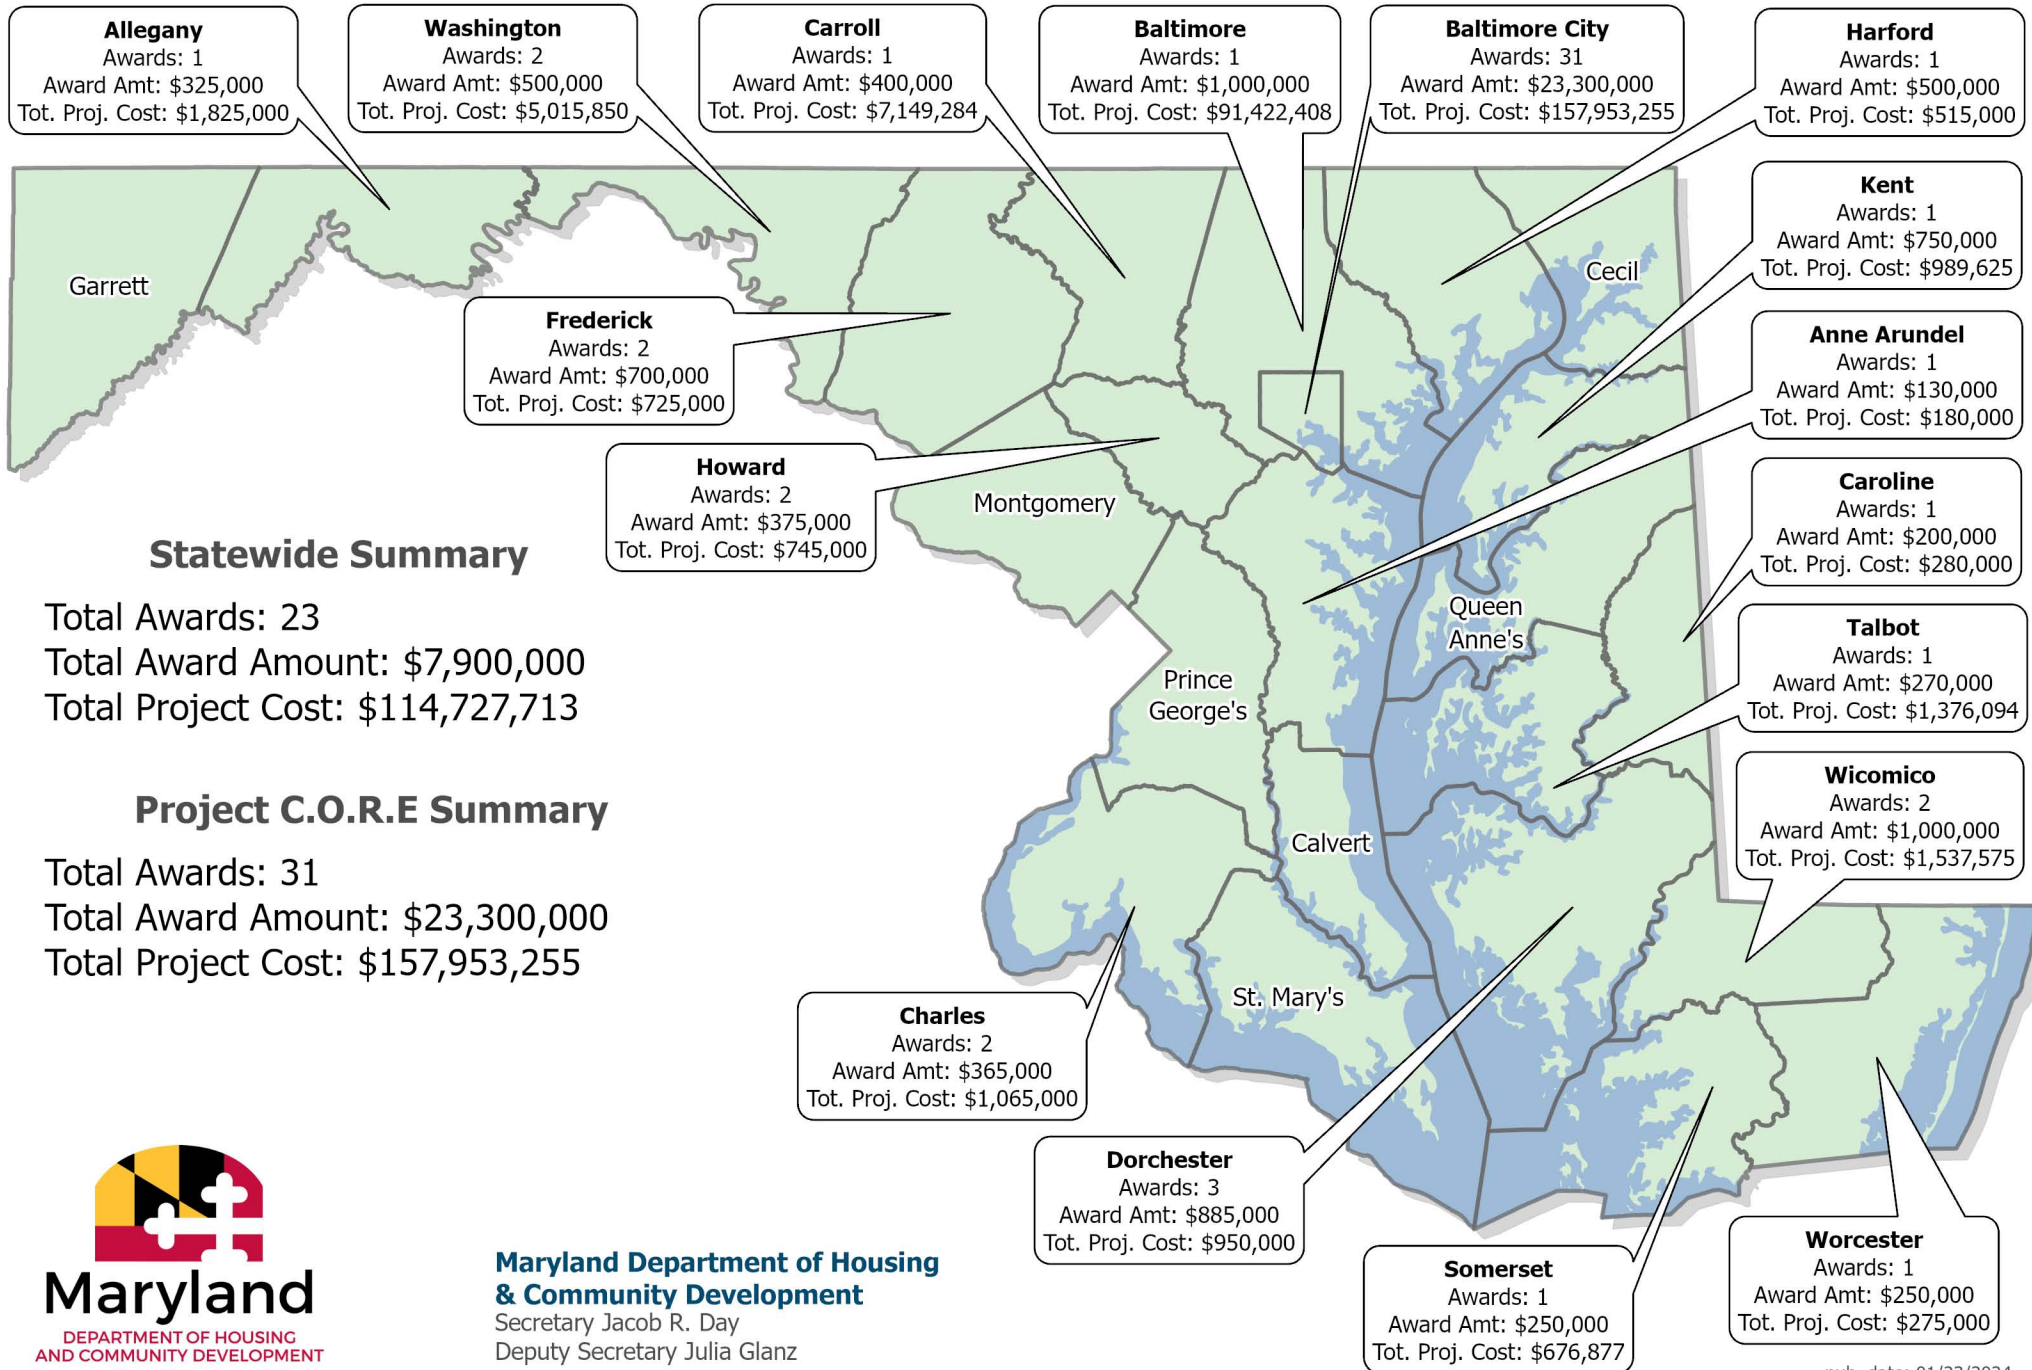 Allegany
Awards: 1
Award Amt: $325,000
Tot. Proj. Cost: $1,825,000
Washington
Awards: 2
Award Amt: $500,000
Tot. Proj. Cost: $5,015,850
Carroll
Awards: 1
Award Amt: $400,000
Tot. Proj. Cost: $7,149,284
Baltimore
Awards: 1
Award Amt: $1,000,000
Tot. Proj. Cost: $91,422,408
Baltimore City
Awards: 31
Award Amt: $23,300,000
Tot. Proj. Cost: $157,953,255
Harford
Awards: 1
Award Amt: $500,000
Tot. Proj. Cost: $515,000
Kent
Awards: 1
Award Amt: $750,000
Tot. Proj. Cost: $989,625
Garrett
Cecil
Frederick
Awards: 2
Award Amt: $700,000
Tot. Proj. Cost: $725,000
Anne Arundel
Awards: 1
Award Amt: $130,000
Tot. Proj. Cost: $180,000
Howard
Awards: 2
Award Amt: $375,000
Tot. Proj. Cost: $745,000
Montgomery
Caroline
Awards: 1
Award Amt: $200,000
Tot. Proj. Cost: $280,000
Queen
Anne's
Talbot
Awards: 1
Award Amt: $270,000
Tot. Proj. Cost: $1,376,094
Prince
George's
Wicomico
Awards: 2
Award Amt: $1,000,000
Tot. Proj. Cost: $1,537,575
Calvert
St. Mary's
Statewide Summary
Total Awards: 23
Total Award Amount: $7,900,000
Total Project Cost: $114,727,713
Project C.O.R.E Summary
Total Awards: 31
Total Award Amount: $23,300,000
Total Project Cost: $157,953,255
Charles
Awards: 2
Award Amt: $365,000
Tot. Proj. Cost: $1,065,000
Dorchester
Awards: 3
Award Amt: $885,000
Tot. Proj. Cost: $950,000
Somerset
Awards: 1
Award Amt: $250,000
Tot. Proj. Cost: $676,877
Worcester
Awards: 1
Award Amt: $250,000
Tot. Proj. Cost: $275,000
Maryland
DEPARTMENT OF HOUSING
AND COMMUNITY DEVELOPMENT
Maryland Department of Housing
& Community Development
Secretary Jacob R. Day
Deputy Secretary Julia Glanz